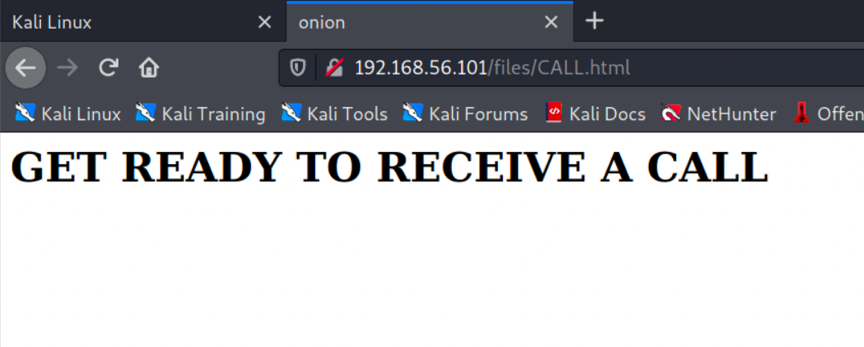 Kali Linux
onion
192.168.56.101/files/CALL.html
Kali Linux Kali Training Kali Tools Kali Forums Kali Docs NetHunter Offen
GET READY TO RECEIVE A CALL